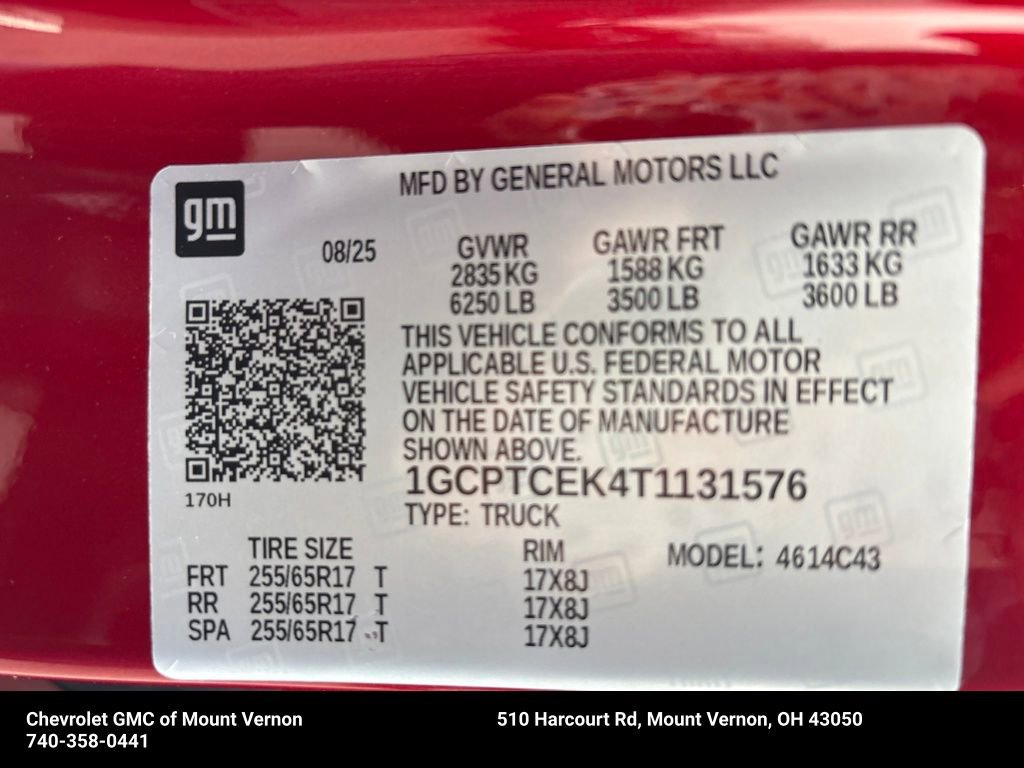 MFD BY GENERAL MOTORS LLC
gm
08/25
GVWR GAWR FRT GAWR RR
2835 KG 1588 KG 1633 KG
6250 LB 3500 LB 3600 LB
THIS VEHICLE CONFORMS TO ALL
APPLICABLE U.S. FEDERAL MOTOR
VEHICLE SAFETY STANDARDS IN EFFECT
ON THE DATE OF MANUFACTURE
SHOWN ABOVE.
1GCPTCEK4T1131576
170H
TYPE: TRUCK
TIRE SIZE RIM MODEL: 4614C43
FRT 255/65R17 T 17X8J
RR 255/65R17 T 17X8J
SPA 255/65R17 T 17X8J
Chevrolet GMC of Mount Vernon 510 Harcourt Rd, Mount Vernon, OH 43050
740-358-0441